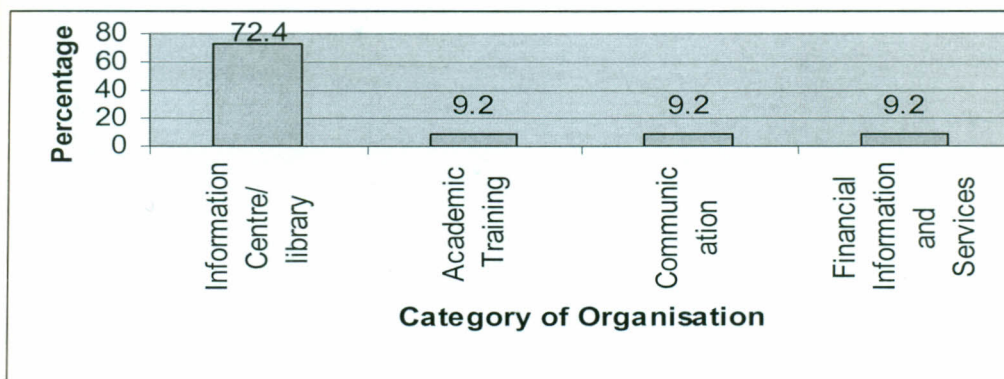 Percentage
80
60
40
20
0
72.4
9.2
9.2
9.2
Information
Centre/
library
Academic
Training
Communic
ation
Financial
Information
and
Services
Category of Organisation